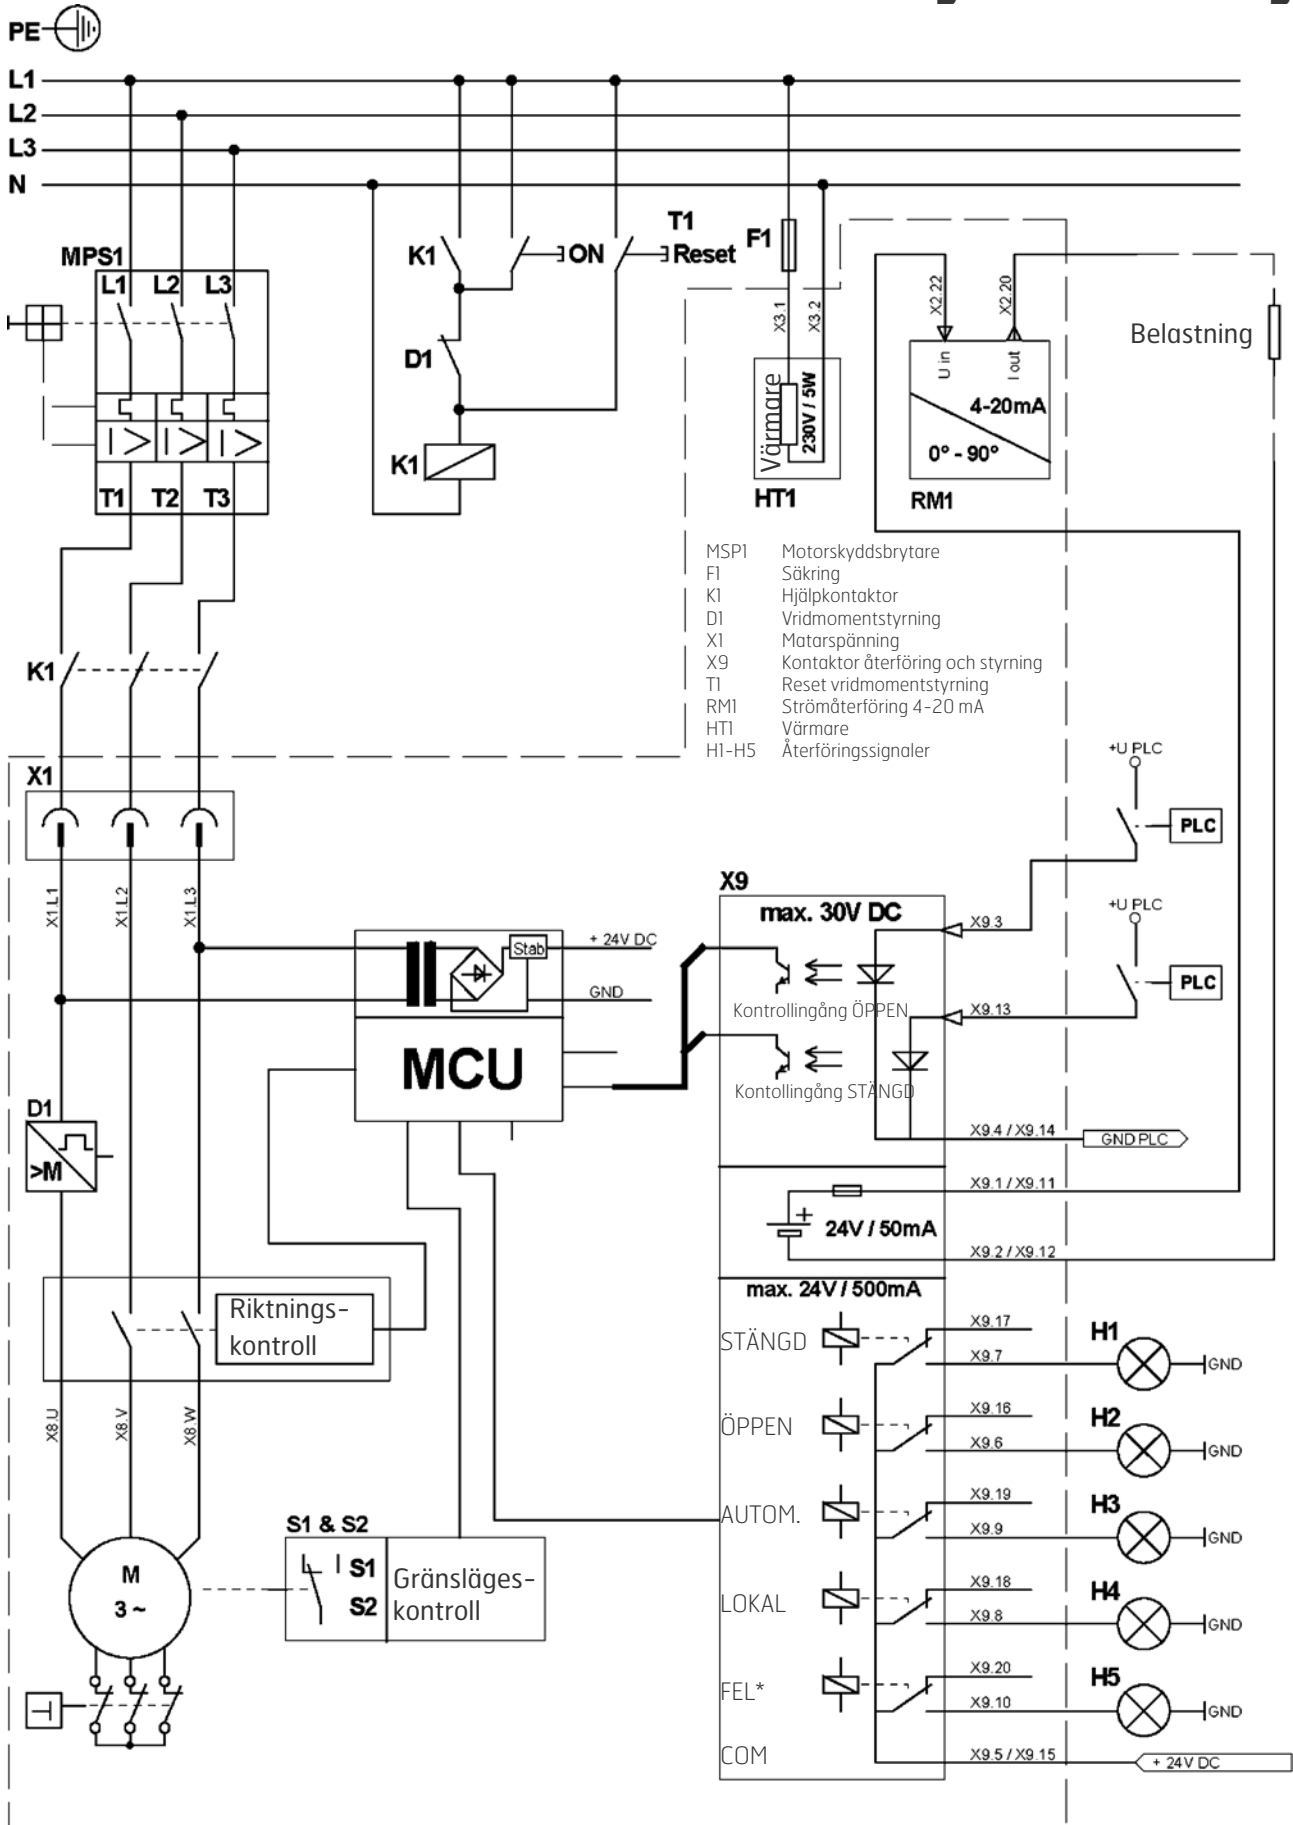 PE
L1
L2
L3
N
MPS1
L1 L2 L3
T1 T2 T3
K1
ON
T1
Reset
D1
K1
F1
X3.1
X3.2
Värmare
230V / 5W
HT1
X2.22
X2.20
U in
I out
4-20mA
0° - 90°
RM1
Belastning
MSP1 Motorskyddsbrytare
F1 Säkring
K1 Hjälpkontaktor
D1 Vridmomentstyrning
X1 Matarspänning
X9 Kontaktor återföring och styrning
T1 Reset vridmomentstyrning
RM1 Strömåterföring 4-20 mA
HT1 Värmare
H1-H5 Återföringssignaler
K1
X1
X1.L1
X1.L2
X1.L3
+U PLC
PLC
+U PLC
PLC
Stab
+ 24V DC
GND
MCU
X9
max. 30V DC
X9.3
Kontrollingång ÖPPEN
X9.13
Kontollingång STÄNGD
X9.4 / X9.14
GND PLC
X9.1 / X9.11
+
24V / 50mA
X9.2 / X9.12
max. 24V / 500mA
D1
>M
Riktnings-
kontroll
X8.U
X8.V
X8.W
STÄNGD
X9.17
X9.7
H1
GND
ÖPPEN
X9.16
X9.6
H2
GND
AUTOM.
X9.19
X9.9
H3
GND
LOKAL
X9.18
X9.8
H4
GND
FEL*
X9.20
X9.10
H5
GND
COM
X9.5 / X9.15
+ 24V DC
S1 & S2
S1
S2
Gränsläges-
kontroll
M
3 ~